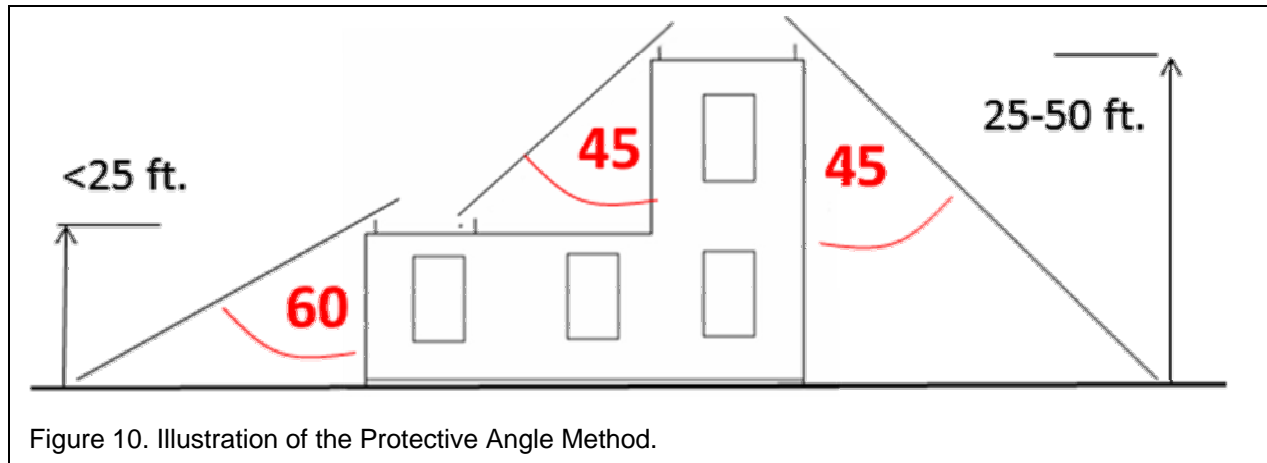 <25 ft.
45
45
25-50 ft.
60
Figure 10. Illustration of the Protective Angle Method.